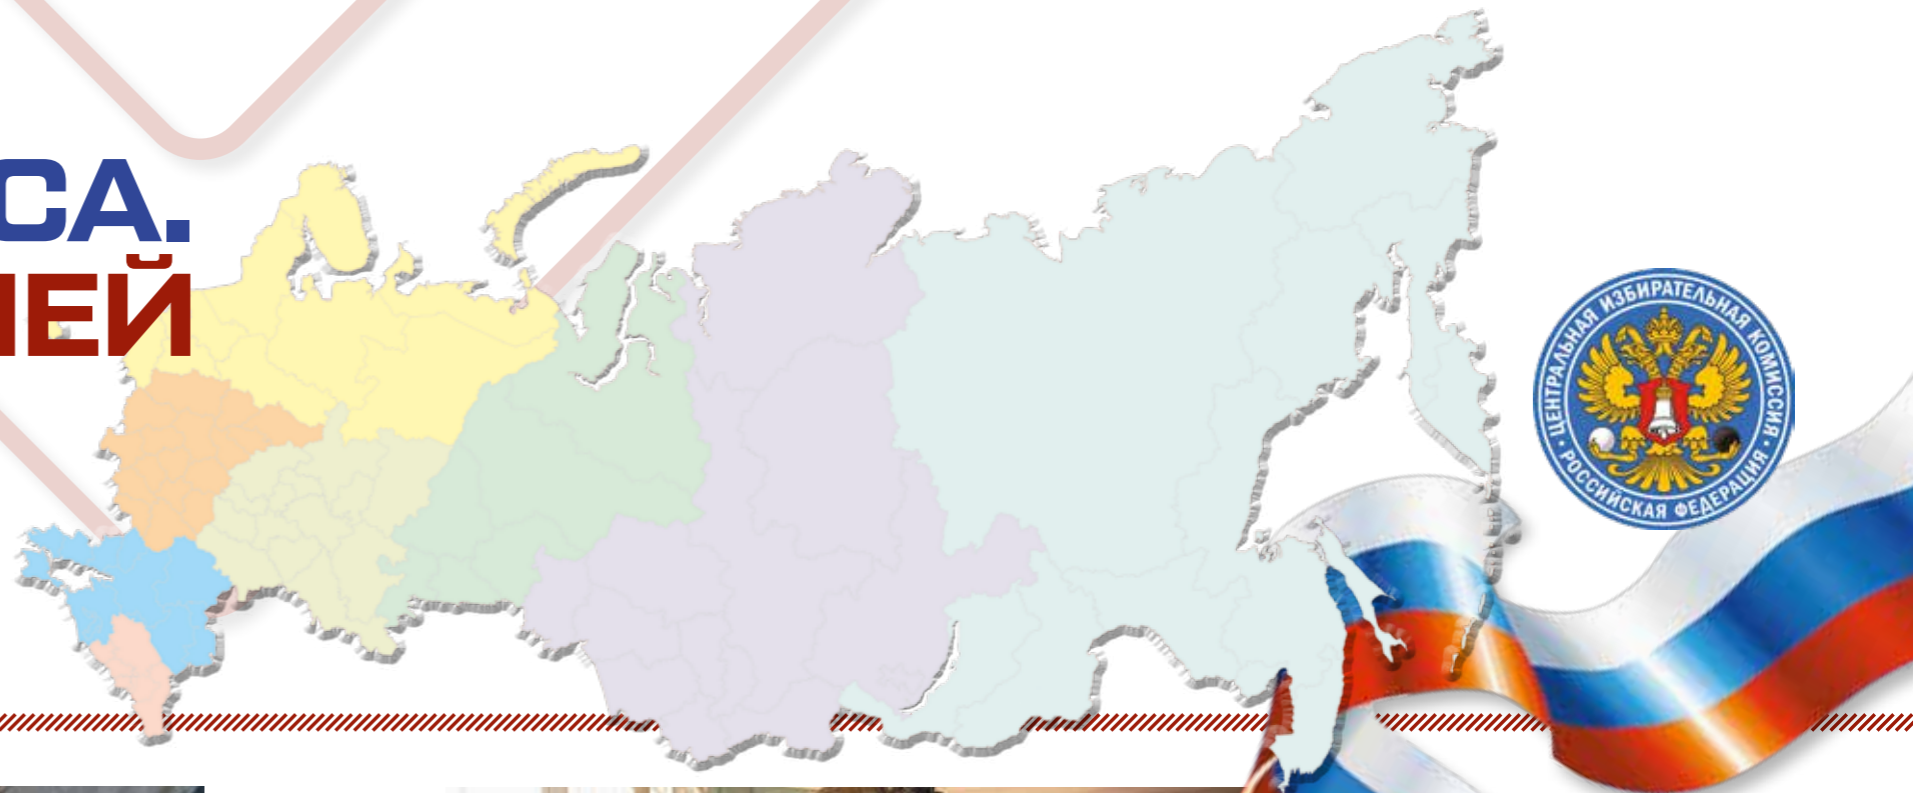 СА.
ЕЙ
ЦЕНТРАЛЬНАЯ ИЗБИРАТЕЛЬНАЯ КОМИССИЯ
• РОССИЙСКАЯ ФЕДЕРАЦИЯ •